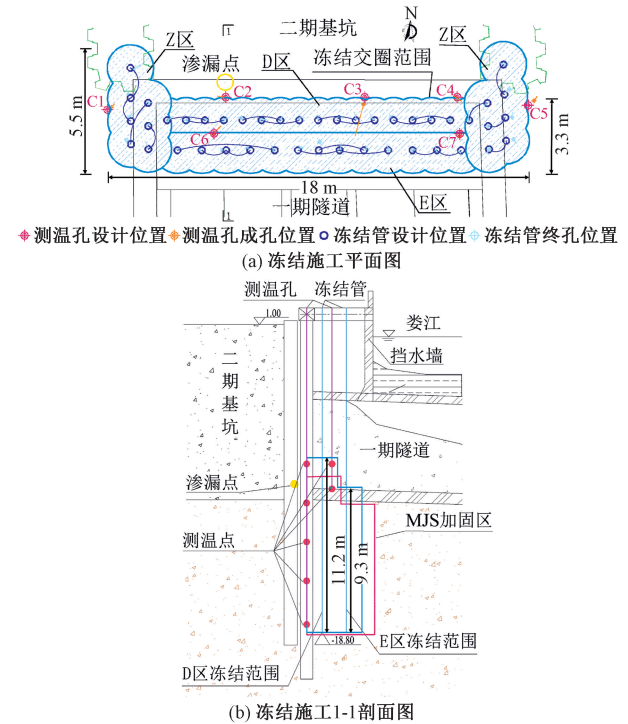 1
二期基坑
N
Z区
Z区
渗漏点
D区
冻结交圈范围
C1
C2
C3
C4
C5
C6
C7
5.5 m
3.3 m
18 m
E区
1
一期隧道
测温孔设计位置 测温孔成孔位置 冻结管设计位置 冻结管终孔位置
(a) 冻结施工平面图
测温孔 冻结管
1.00
娄江
挡水墙
二期基坑
一期隧道
渗漏点
MJS加固区
测温点
11.2 m
9.3 m
-18.80
E区冻结范围
D区冻结范围
(b) 冻结施工1-1剖面图